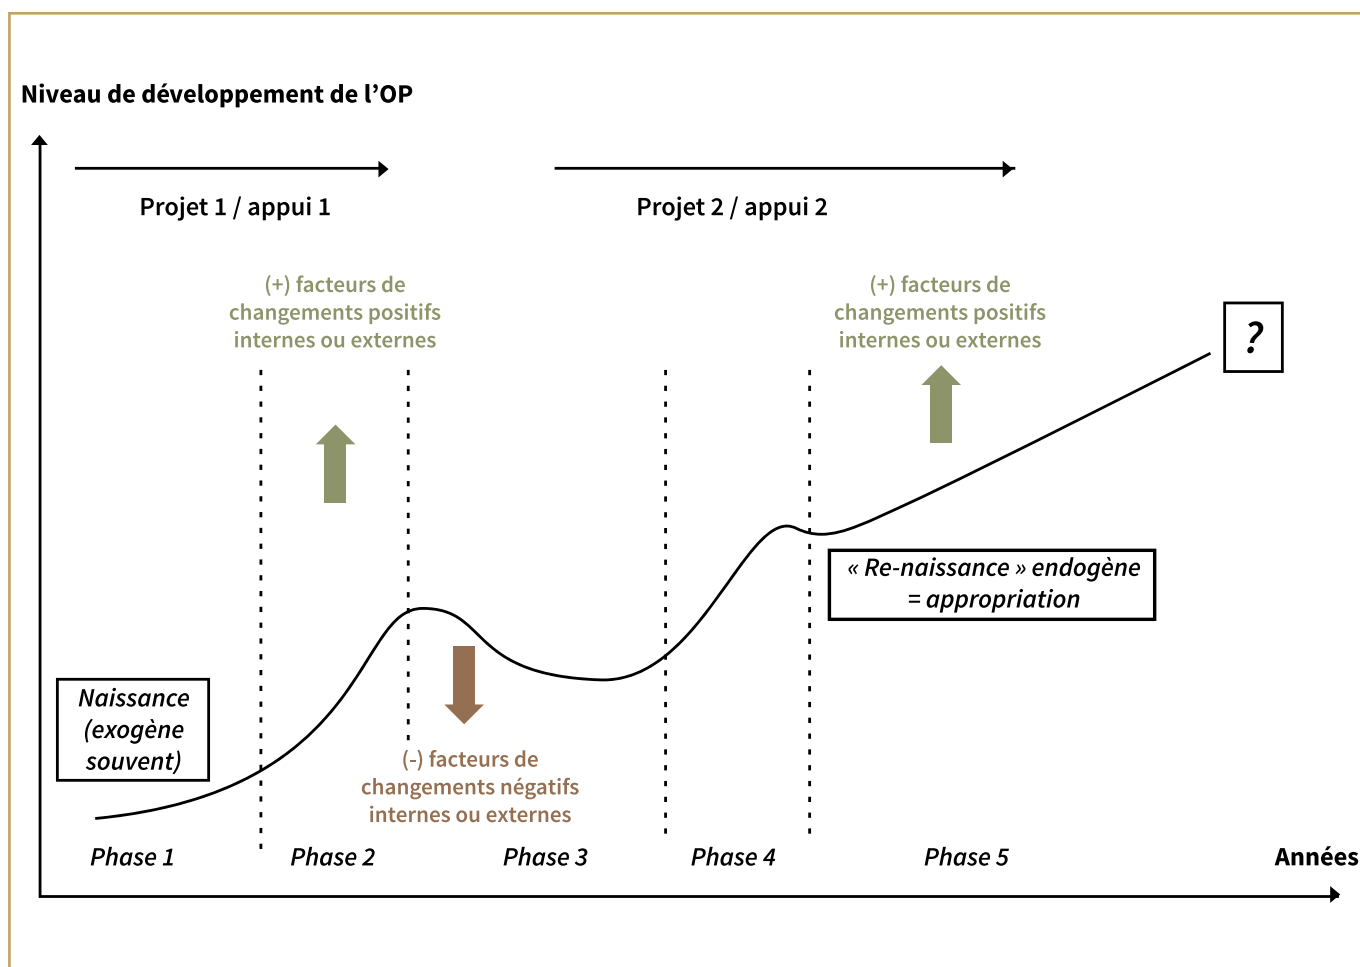 Niveau de développement de l’OP
Projet 1 / appui 1
Projet 2 / appui 2
(+) facteurs de
changements positifs
internes ou externes
(+) facteurs de
changements positifs
internes ou externes
?
« Re-naissance » endogène
= appropriation
Naissance
(exogène
souvent)
(-) facteurs de
changements négatifs
internes ou externes
Phase 1
Phase 2
Phase 3
Phase 4
Phase 5
Années